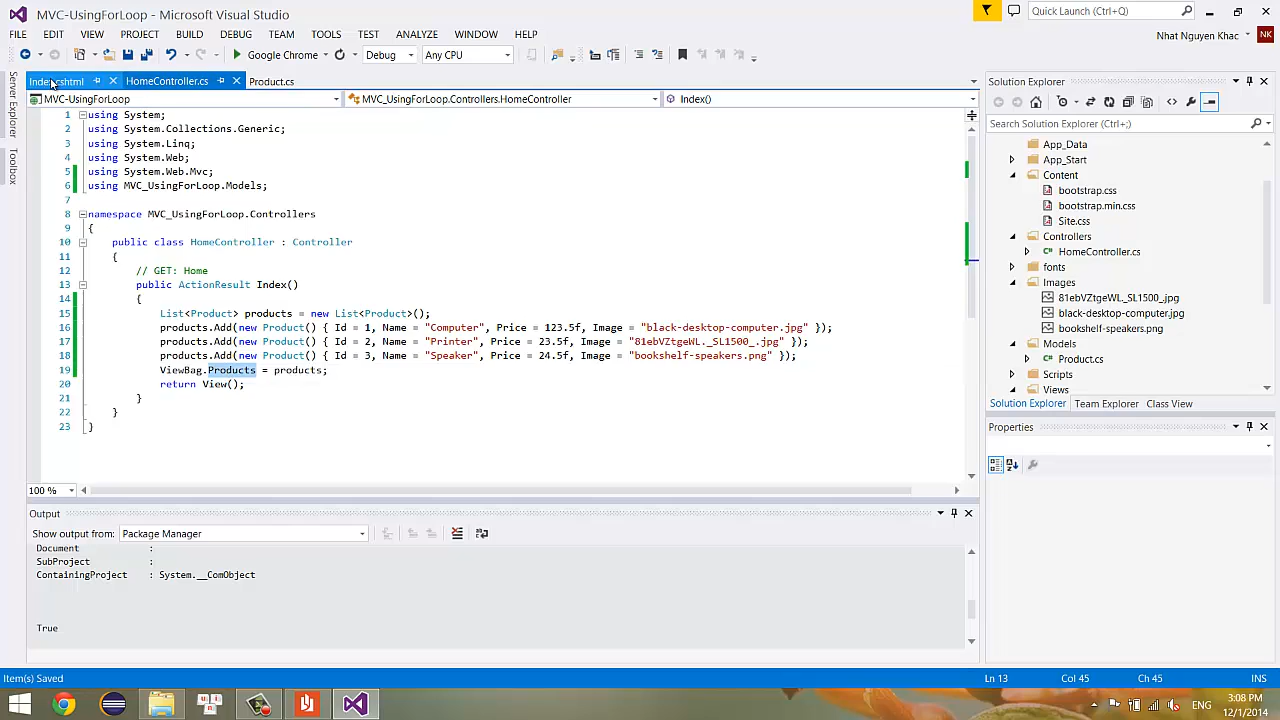 MVC-UsingForLoop - Microsoft Visual Studio
Quick Launch (Ctrl+Q)
FILE EDIT VIEW PROJECT BUILD DEBUG TEAM TOOLS TEST ANALYZE WINDOW HELP
Nhat Nguyen Khac NK
Google Chrome Debug Any CPU
Index.cshtml HomeController.cs Product.cs
MVC-UsingForLoop MVC_UsingForLoop.Controllers.HomeController Index()
Server Explorer
Toolbox
1 using System;
2 using System.Collections.Generic;
3 using System.Linq;
4 using System.Web;
5 using System.Web.Mvc;
6 using MVC_UsingForLoop.Models;
7
8 namespace MVC_UsingForLoop.Controllers
9 {
10 public class HomeController : Controller
11 {
12 // GET: Home
13 public ActionResult Index()
14 {
15 List<Product> products = new List<Product>();
16 products.Add(new Product() { Id = 1, Name = "Computer", Price = 123.5f, Image = "black-desktop-computer.jpg" });
17 products.Add(new Product() { Id = 2, Name = "Printer", Price = 23.5f, Image = "81ebVZtgeWL._SL1500_.jpg" });
18 products.Add(new Product() { Id = 3, Name = "Speaker", Price = 24.5f, Image = "bookshelf-speakers.png" });
19 ViewBag.Products = products;
20 return View();
21 }
22 }
23 }
100 %
Output
Show output from: Package Manager
Document :
SubProject :
ContainingProject : System.__ComObject
True
Solution Explorer
Search Solution Explorer (Ctrl+;)
App_Data
App_Start
Content
bootstrap.css
bootstrap.min.css
Site.css
Controllers
HomeController.cs
fonts
Images
81ebVZtgeWL._SL1500_.jpg
black-desktop-computer.jpg
bookshelf-speakers.png
Models
Product.cs
Scripts
Views
Solution Explorer Team Explorer Class View
Properties
Item(s) Saved Ln 13 Col 45 Ch 45 INS
ENG 3:08 PM
12/1/2014